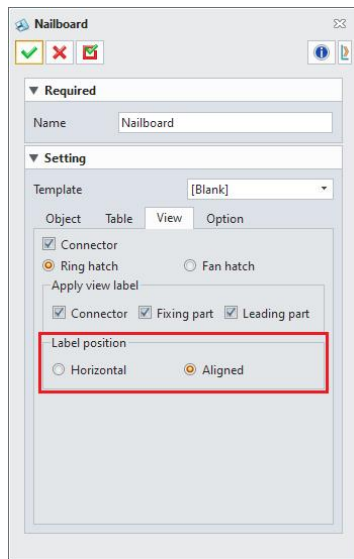 Nailboard
Required
Name Nailboard
Setting
Template [Blank]
Object Table View Option
Connector
Ring hatch Fan hatch
Apply view label
Connector Fixing part Leading part
Label position
Horizontal Aligned